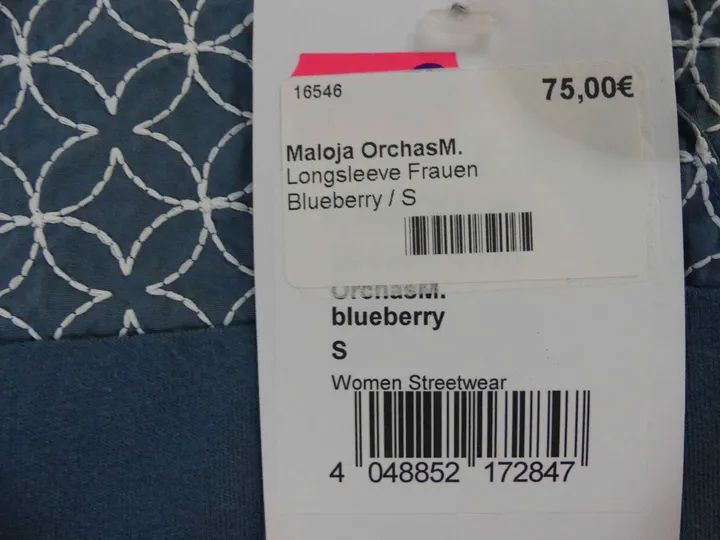 16546
75,00€
Maloja OrchasM.
Longsleeve Frauen
Blueberry / S
OrchasM.
blueberry
S
Women Streetwear
4 048852 172847